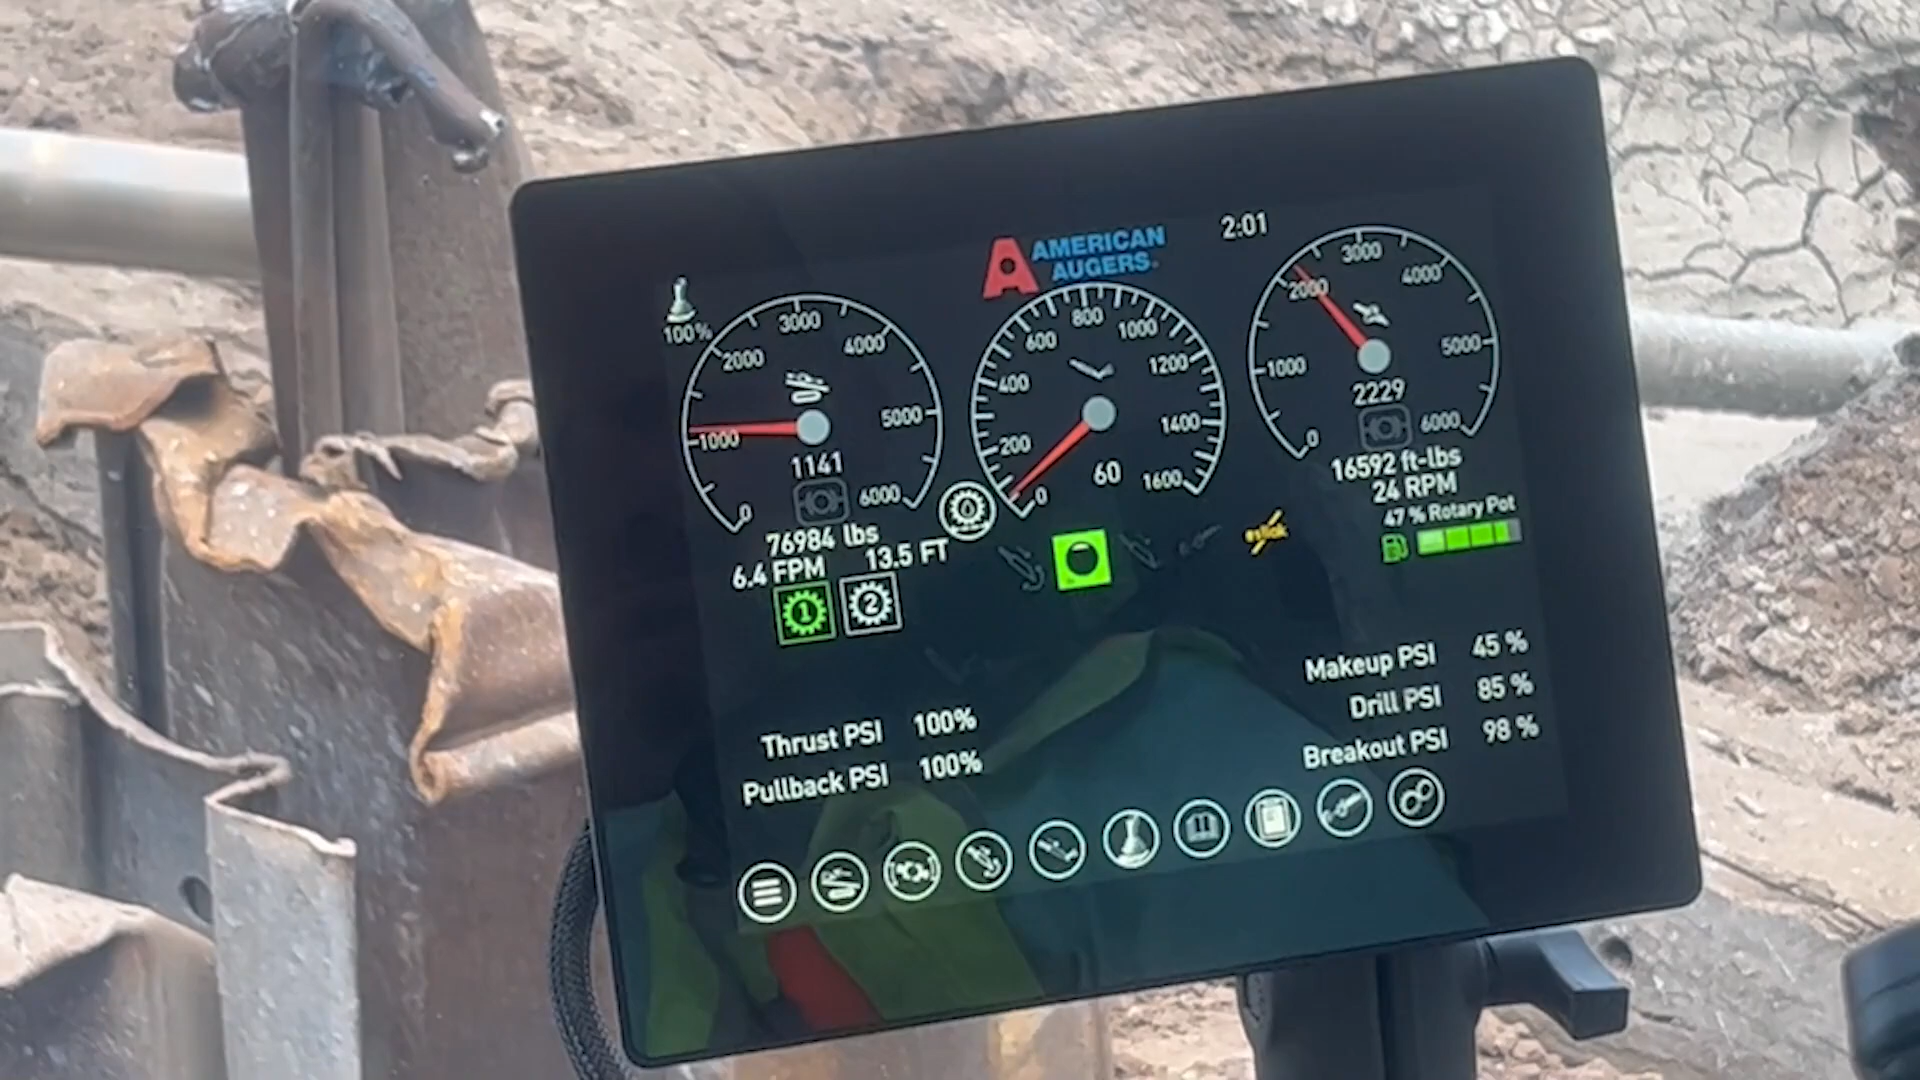 AMERICAN
AUGERS
2:01
100%
0
1000
2000
3000
4000
5000
6000
1141
76984 lbs
6.4 FPM
13.5 FT
1
2
0
200
400
600
800
1000
1200
1400
1600
60
0
1000
2000
3000
4000
5000
6000
2229
16592 ft-lbs
24 RPM
47 % Rotary Pot
Thrust PSI 100%
Pullback PSI 100%
Makeup PSI 45 %
Drill PSI 85 %
Breakout PSI 98 %